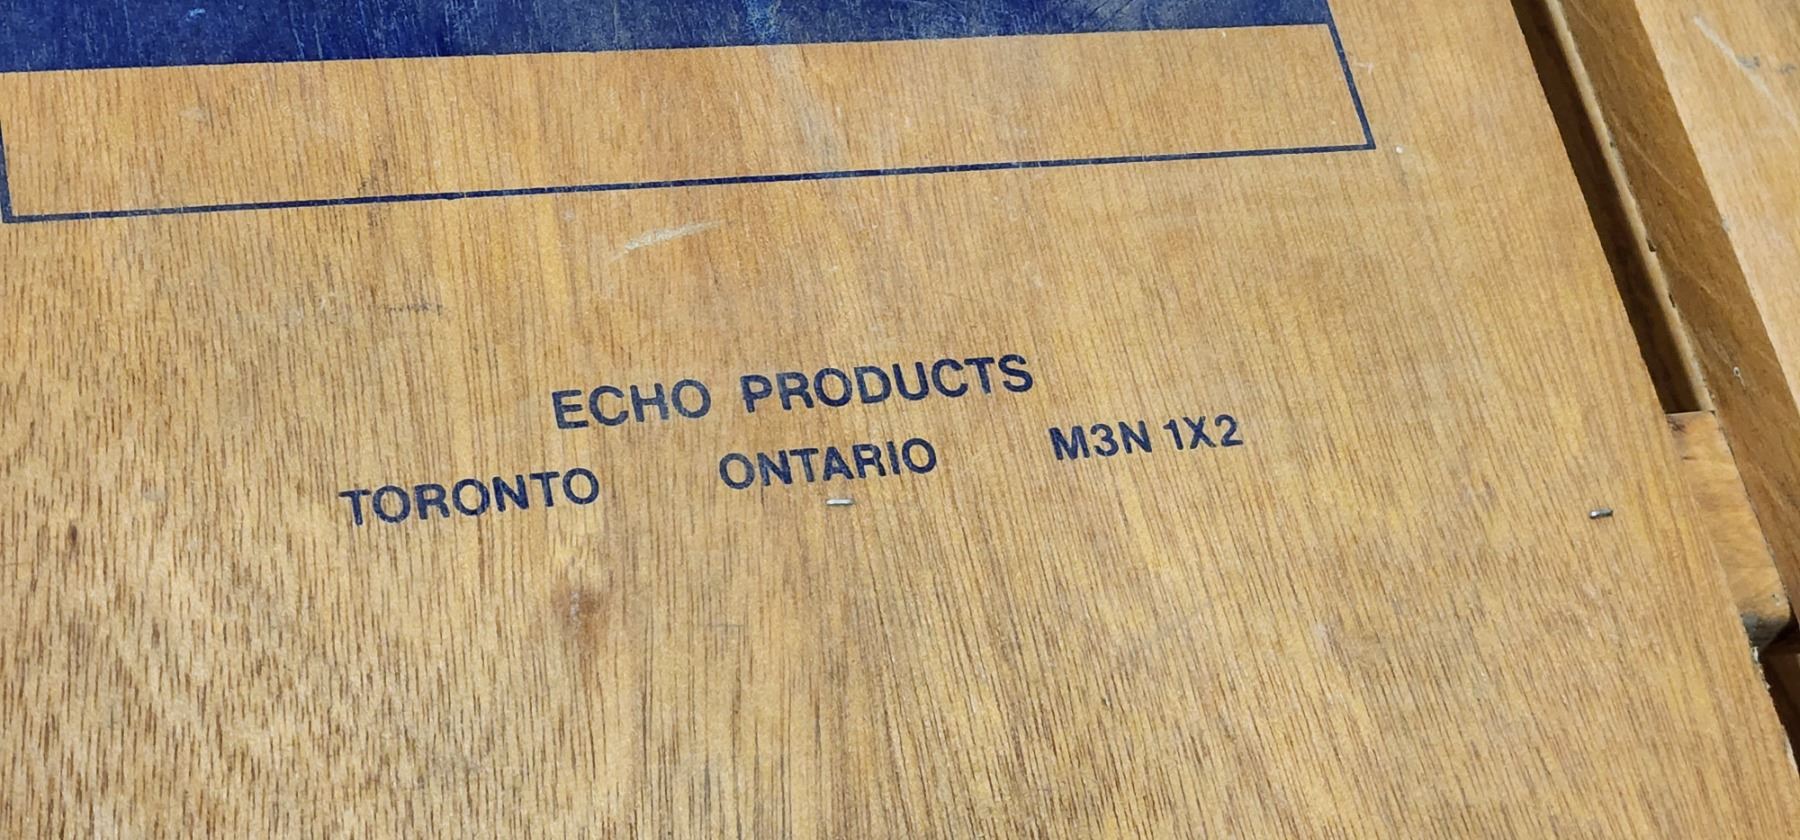 ECHO PRODUCTS
TORONTO ONTARIO M3N 1X2